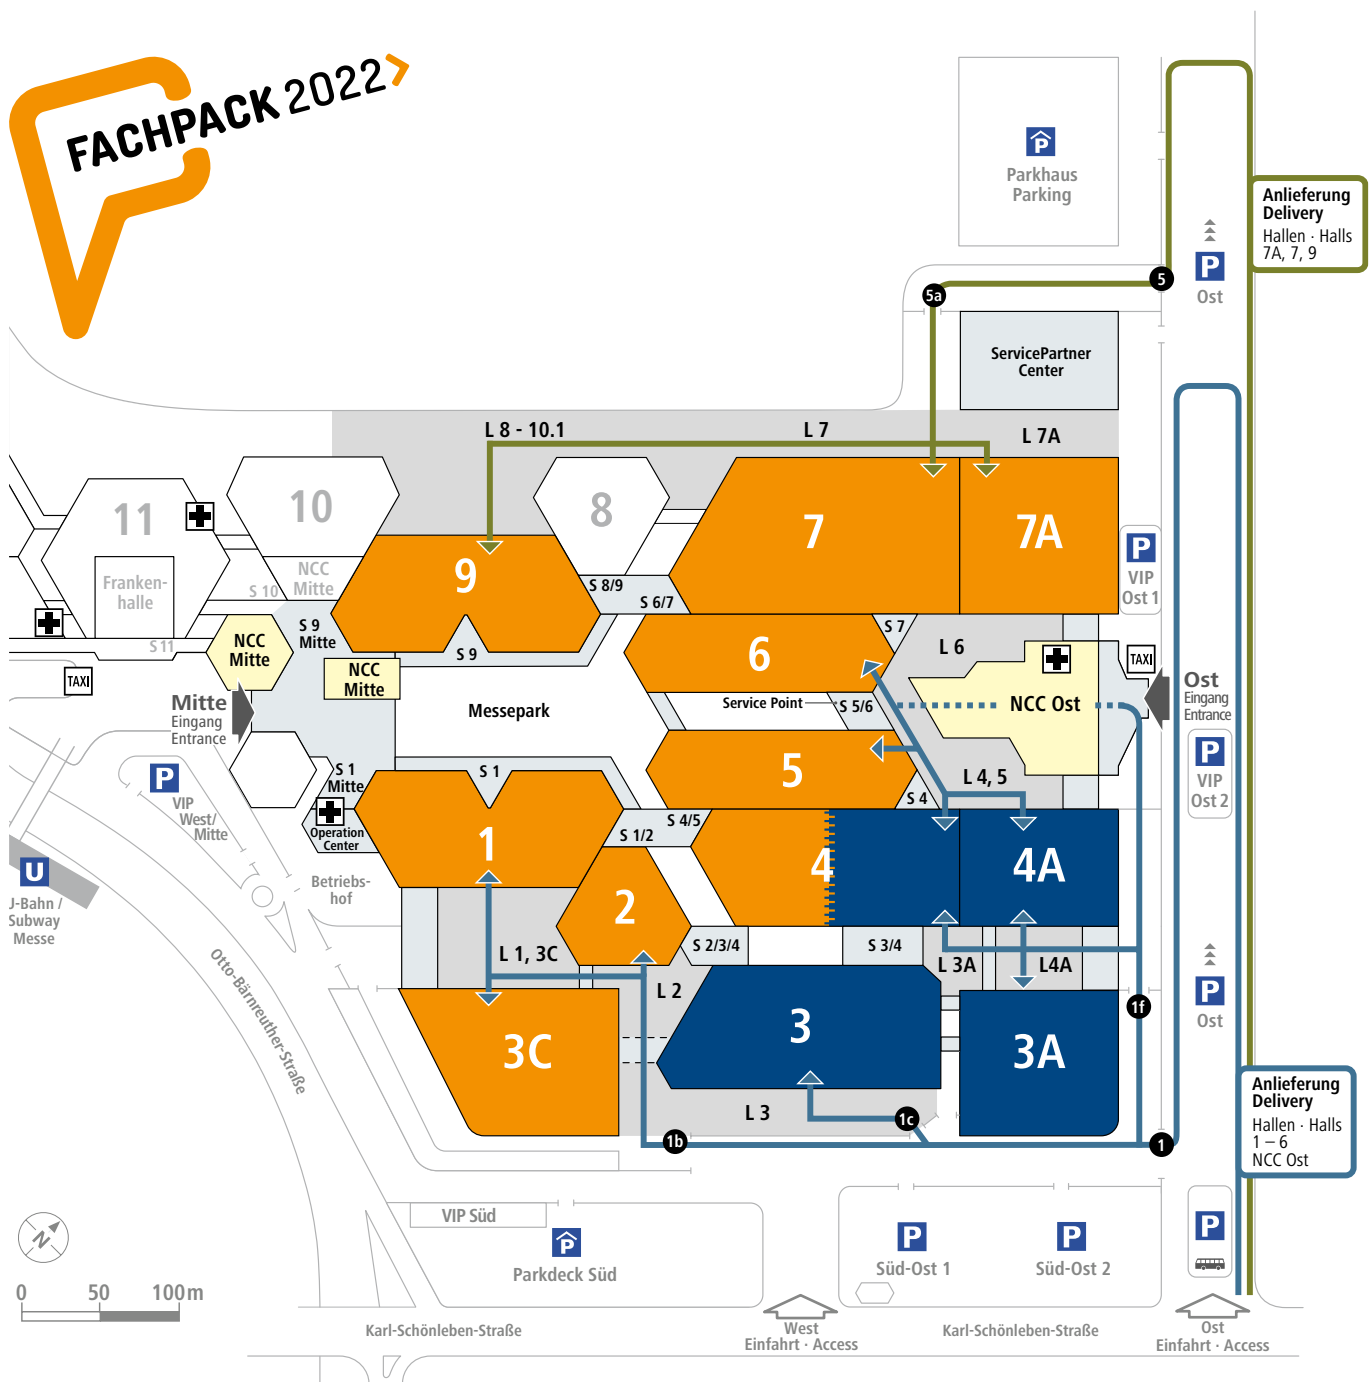 FACHPACK 2022
P
Parkhaus
Parking
Anlieferung
Delivery
Hallen · Halls
7A, 7, 9
P
Ost
5
5a
ServicePartner
Center
L 8 - 10.1
L 7
L 7A
11
10
8
7
7A
Franken-
halle
NCC
Mitte
S 10
9
S 8/9
S 6/7
P
VIP
Ost 1
S 11
NCC
Mitte
S 9
Mitte
S 9
NCC
Mitte
6
S 7
L 6
TAXI
TAXI
Mitte
Eingang
Entrance
Messepark
Service Point
S 5/6
NCC Ost
Ost
Eingang
Entrance
P
VIP
Ost 2
P
VIP
West/
Mitte
S 1
Mitte
S 1
5
S 4
L 4, 5
Operation
Center
1
S 1/2
S 4/5
4
4A
U
U-Bahn /
Subway
Messe
Betriebs-
hof
2
L 1, 3C
S 2/3/4
S 3/4
L 3A
L4A
P
Ost
Otto-Bärnreuther-Straße
L 2
3C
3
3A
1f
L 3
1c
1b
1
Anlieferung
Delivery
Hallen · Halls
1 – 6
NCC Ost
N
0 50 100m
VIP Süd
P
Parkdeck Süd
P
Süd-Ost 1
P
Süd-Ost 2
P
Karl-Schönleben-Straße
West
Einfahrt · Access
Karl-Schönleben-Straße
Ost
Einfahrt · Access